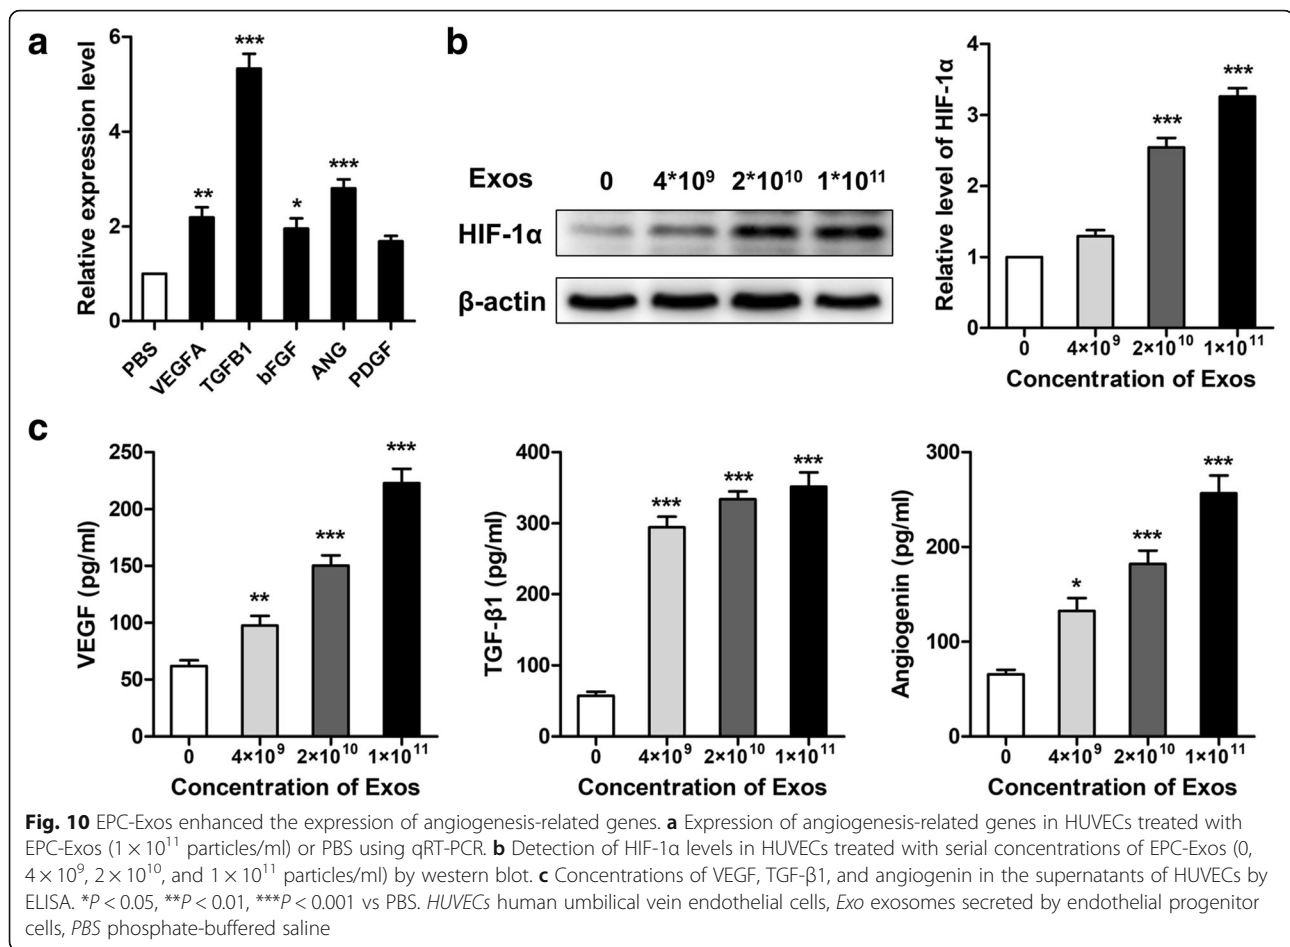 a
Relative expression level
8
6
4
2
0
***
**
*
***
PBS
VEGFA
TGFB1
bFGF
ANG
PDGF
b
Exos 0 4*10⁹ 2*10¹⁰ 1*10¹¹
HIF-1α
β-actin
Relative level of HIF-1α
4
3
2
1
0
***
***
0 4×10⁹ 2×10¹⁰ 1×10¹¹
Concentration of Exos
c
VEGF (pg/ml)
250
200
150
100
50
0
**
***
***
0 4×10⁹ 2×10¹⁰ 1×10¹¹
Concentration of Exos
TGF-β1 (pg/ml)
400
300
200
100
0
***
***
***
0 4×10⁹ 2×10¹⁰ 1×10¹¹
Concentration of Exos
Angiogenin (pg/ml)
300
200
100
0
*
***
***
0 4×10⁹ 2×10¹⁰ 1×10¹¹
Concentration of Exos
Fig. 10 EPC-Exos enhanced the expression of angiogenesis-related genes. a Expression of angiogenesis-related genes in HUVECs treated with
EPC-Exos (1 × 10¹¹ particles/ml) or PBS using qRT-PCR. b Detection of HIF-1α levels in HUVECs treated with serial concentrations of EPC-Exos (0,
4 × 10⁹, 2 × 10¹⁰, and 1 × 10¹¹ particles/ml) by western blot. c Concentrations of VEGF, TGF-β1, and angiogenin in the supernatants of HUVECs by
ELISA. *P < 0.05, **P < 0.01, ***P < 0.001 vs PBS. HUVECs human umbilical vein endothelial cells, Exo exosomes secreted by endothelial progenitor
cells, PBS phosphate-buffered saline